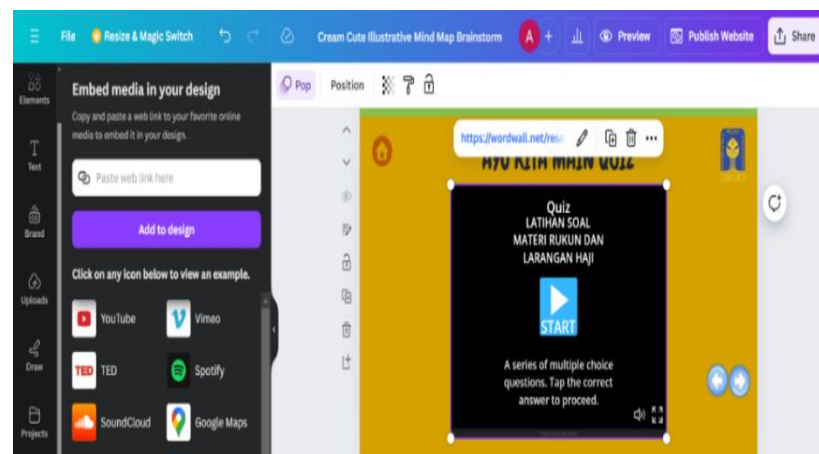 File
Resize & Magic Switch
Cream Cute Illustrative Mind Map Brainstorm
A
+
Preview
Publish Website
Share
Elements
Text
Brand
Uploads
Draw
Projects
Embed media in your design
Copy and paste a web link to your favorite online
media to embed it in your design.
Paste web link here
Add to design
Click on any icon below to view an example.
YouTube
Vimeo
TED
TED
Spotify
SoundCloud
Google Maps
Pop
Position
https://wordwall.net/res
AYO KITA MAIN QUIZ
Quiz
LATIHAN SOAL
MATERI RUKUN DAN
LARANGAN HAJI
START
A series of multiple choice
questions. Tap the correct
answer to proceed.